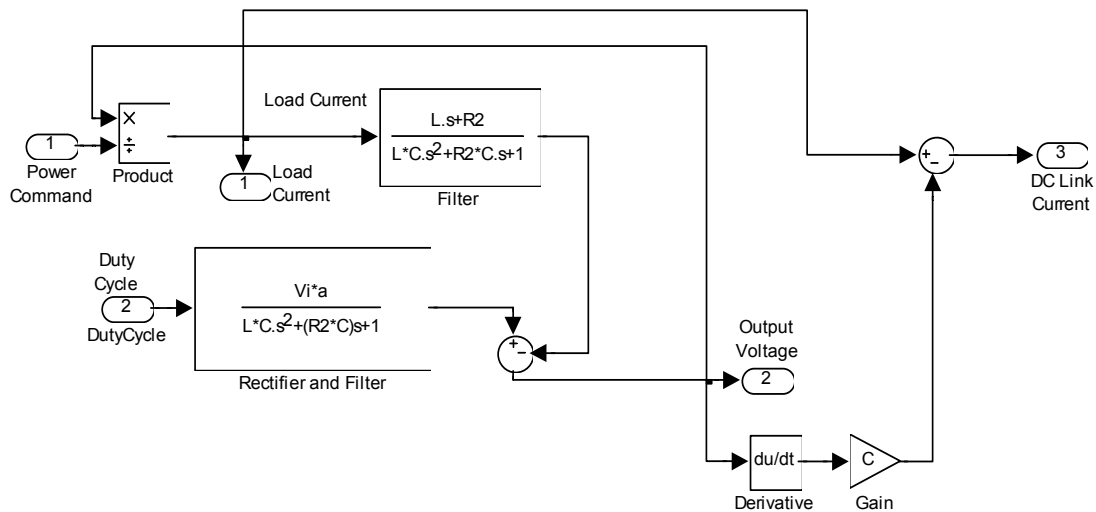 Load Current
L.s+R2
L*C.s2+R2*C.s+1
Filter
×
÷
Product
1
Power
Command
1
Load
Current
+
−
3
DC Link
Current
Duty
Cycle
2
DutyCycle
Vi*a
L*C.s2+(R2*C)s+1
Rectifier and Filter
+
−
Output
Voltage
2
du/dt
Derivative
C
Gain